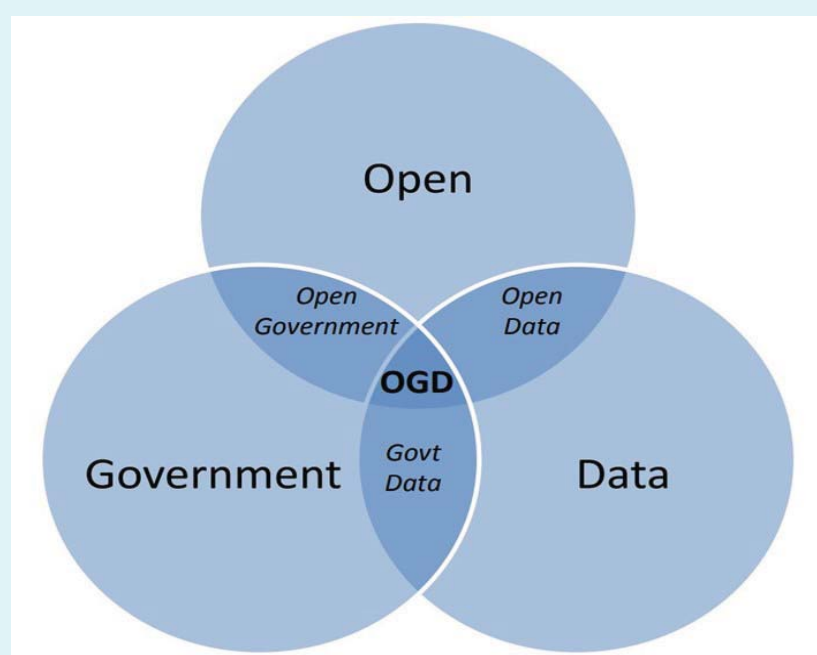 Open
Open
Government
Open
Data
OGD
Govt
Data
Government
Data